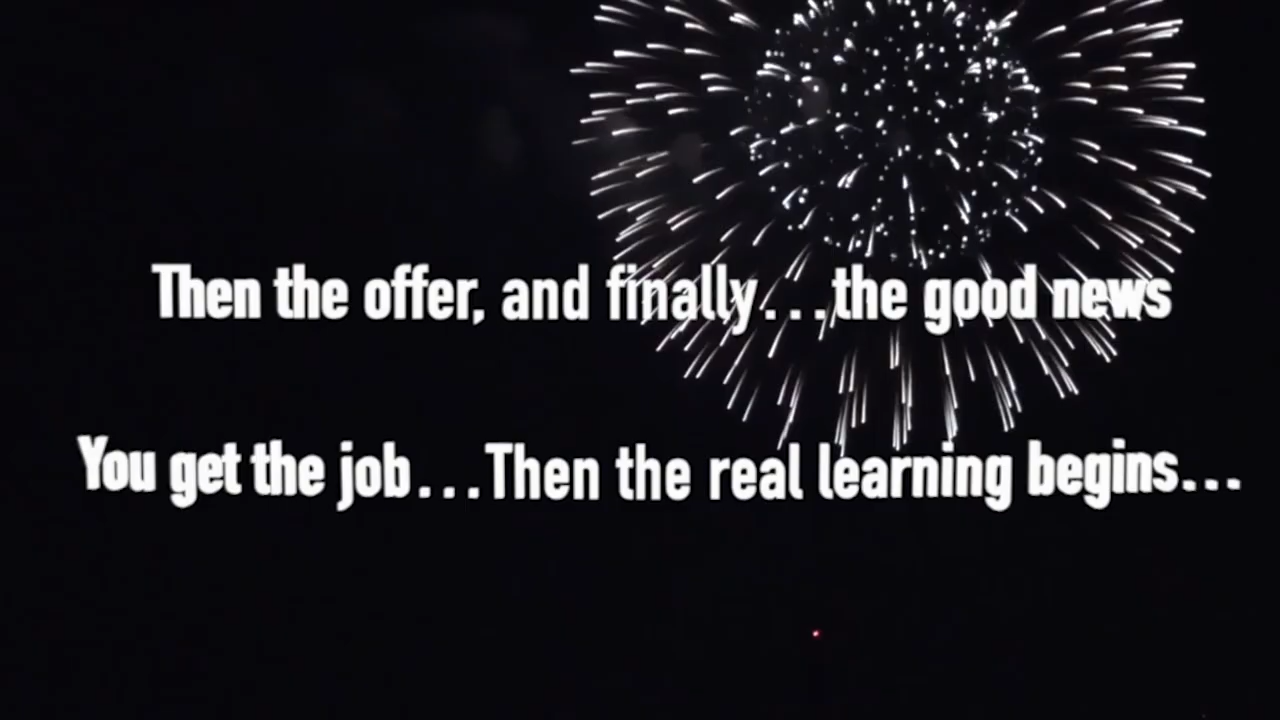 Then the offer, and finally...the good news
You get the job...Then the real learning begins...